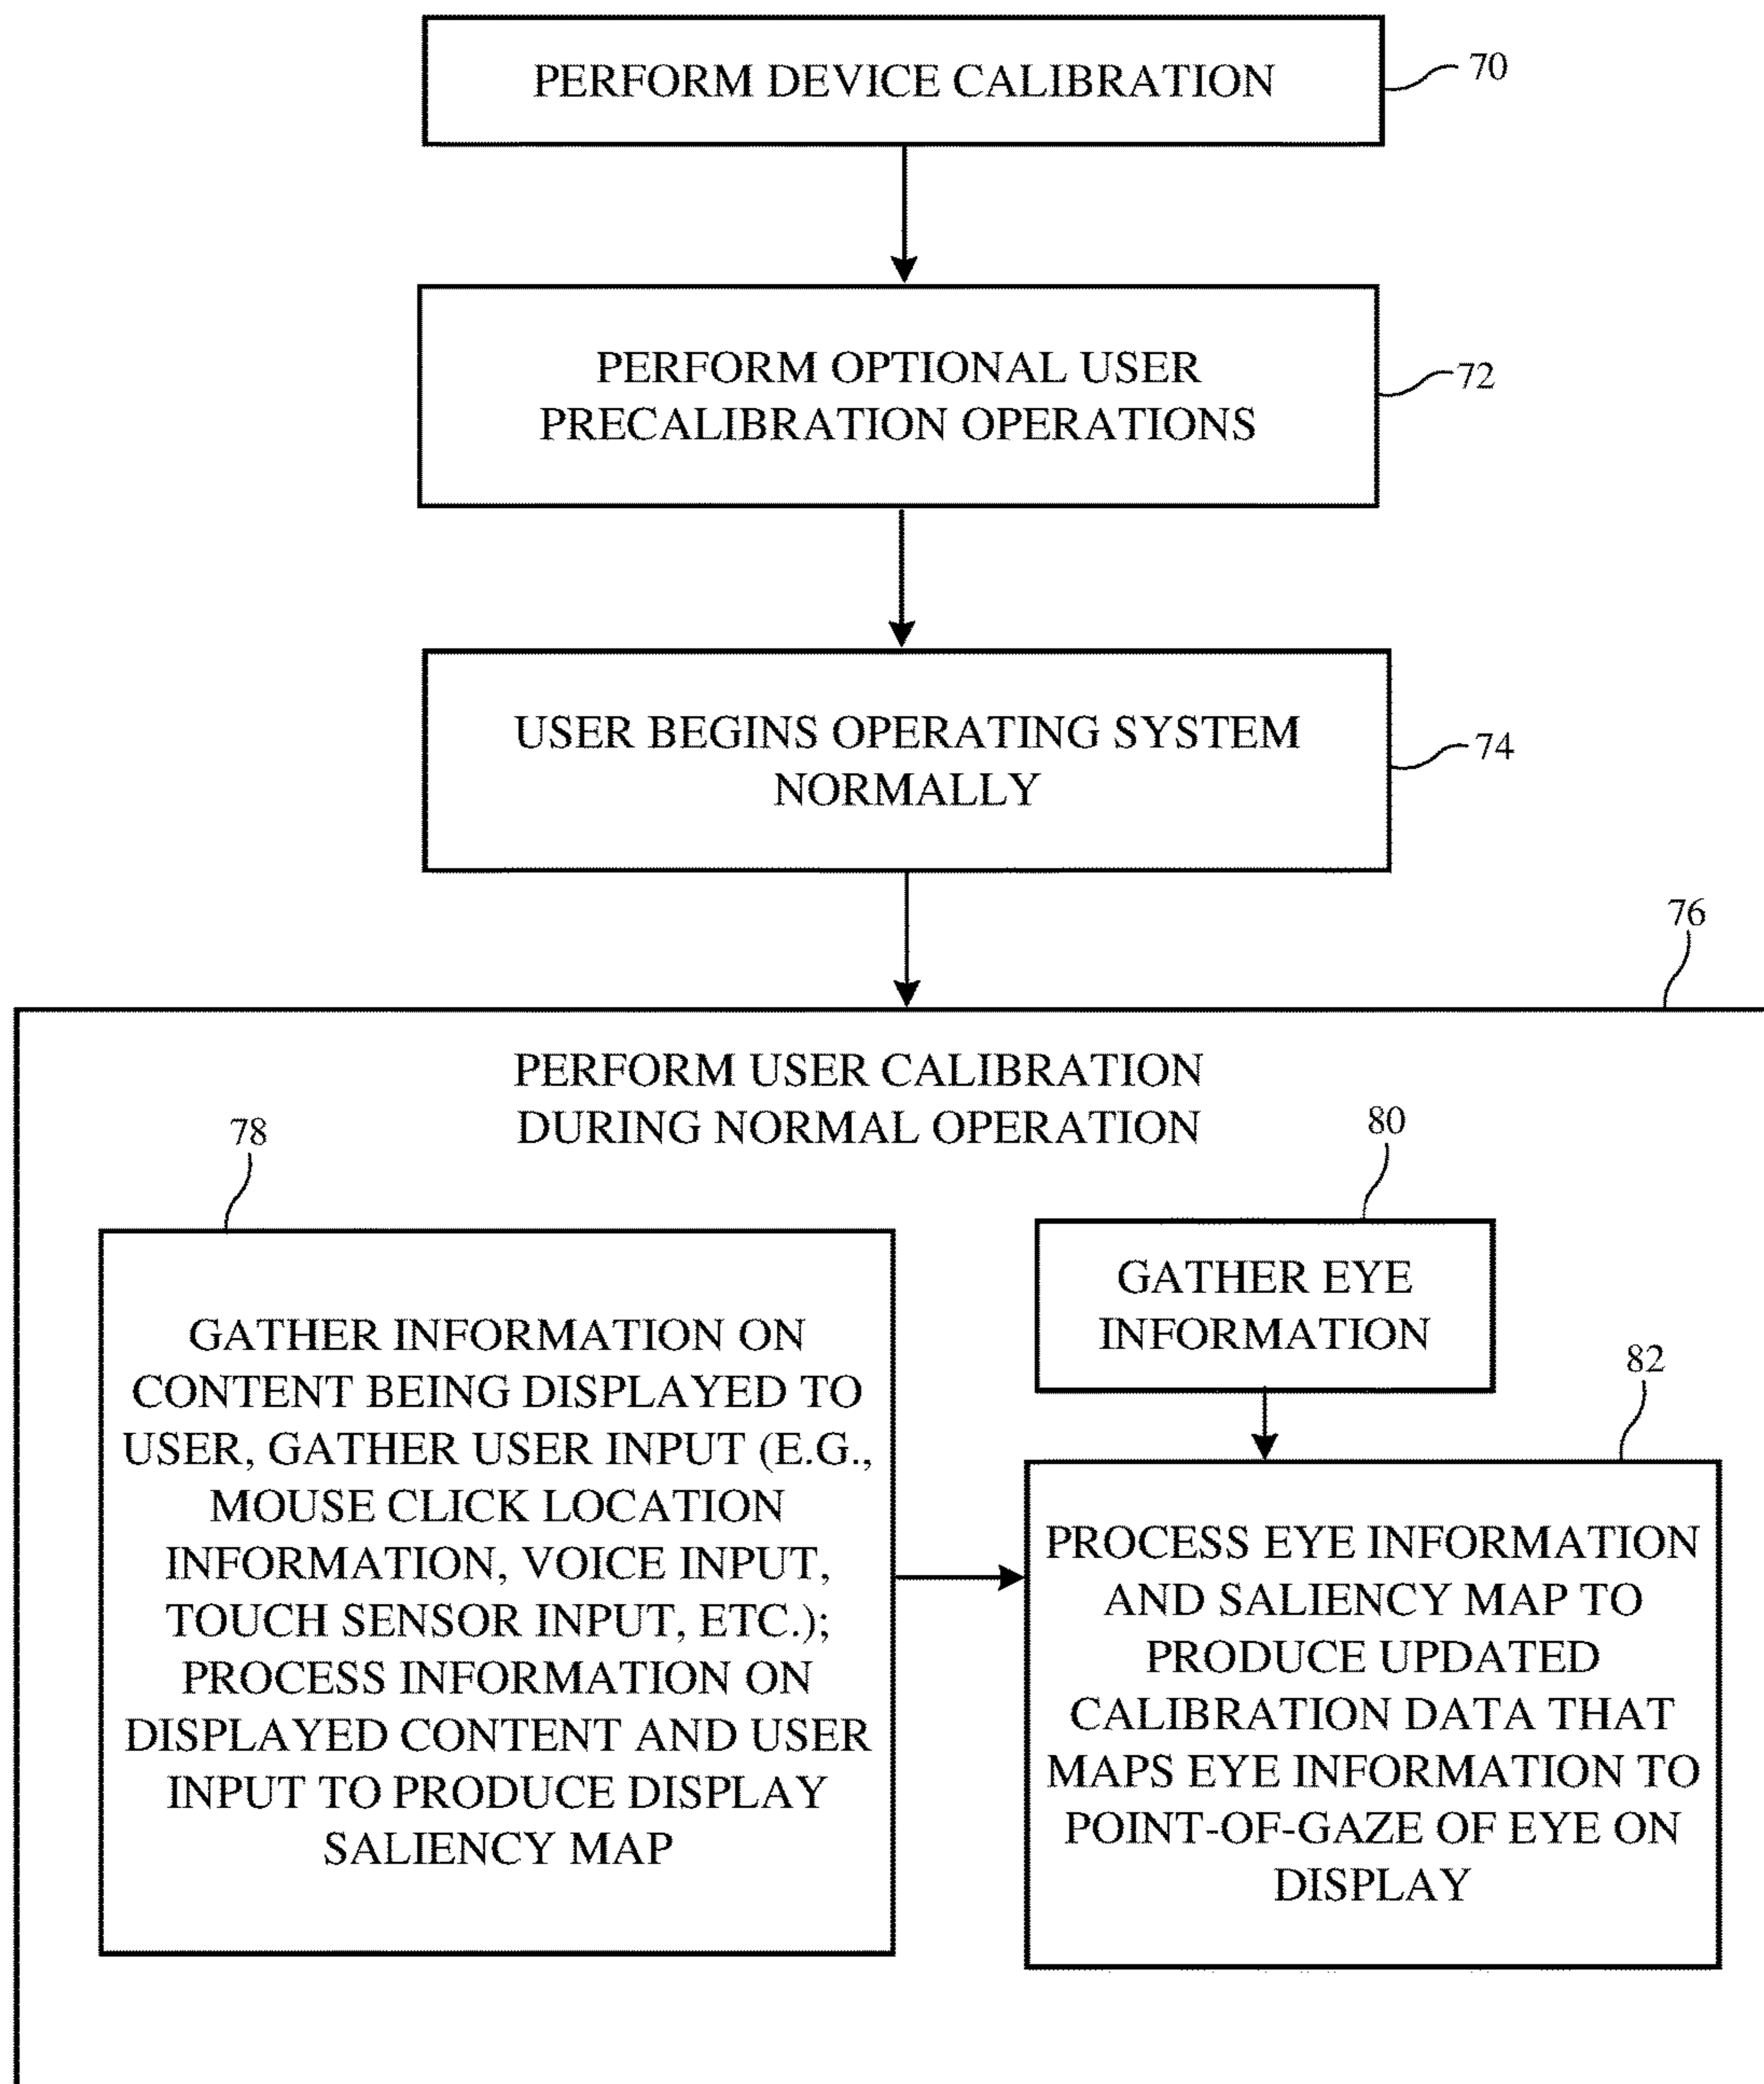 PERFORM DEVICE CALIBRATION
70
PERFORM OPTIONAL USER
PRECALIBRATION OPERATIONS
72
USER BEGINS OPERATING SYSTEM
NORMALLY
74
76
PERFORM USER CALIBRATION
DURING NORMAL OPERATION
78
GATHER INFORMATION ON
CONTENT BEING DISPLAYED TO
USER, GATHER USER INPUT (E.G.,
MOUSE CLICK LOCATION
INFORMATION, VOICE INPUT,
TOUCH SENSOR INPUT, ETC.);
PROCESS INFORMATION ON
DISPLAYED CONTENT AND USER
INPUT TO PRODUCE DISPLAY
SALIENCY MAP
80
GATHER EYE
INFORMATION
82
PROCESS EYE INFORMATION
AND SALIENCY MAP TO
PRODUCE UPDATED
CALIBRATION DATA THAT
MAPS EYE INFORMATION TO
POINT-OF-GAZE OF EYE ON
DISPLAY